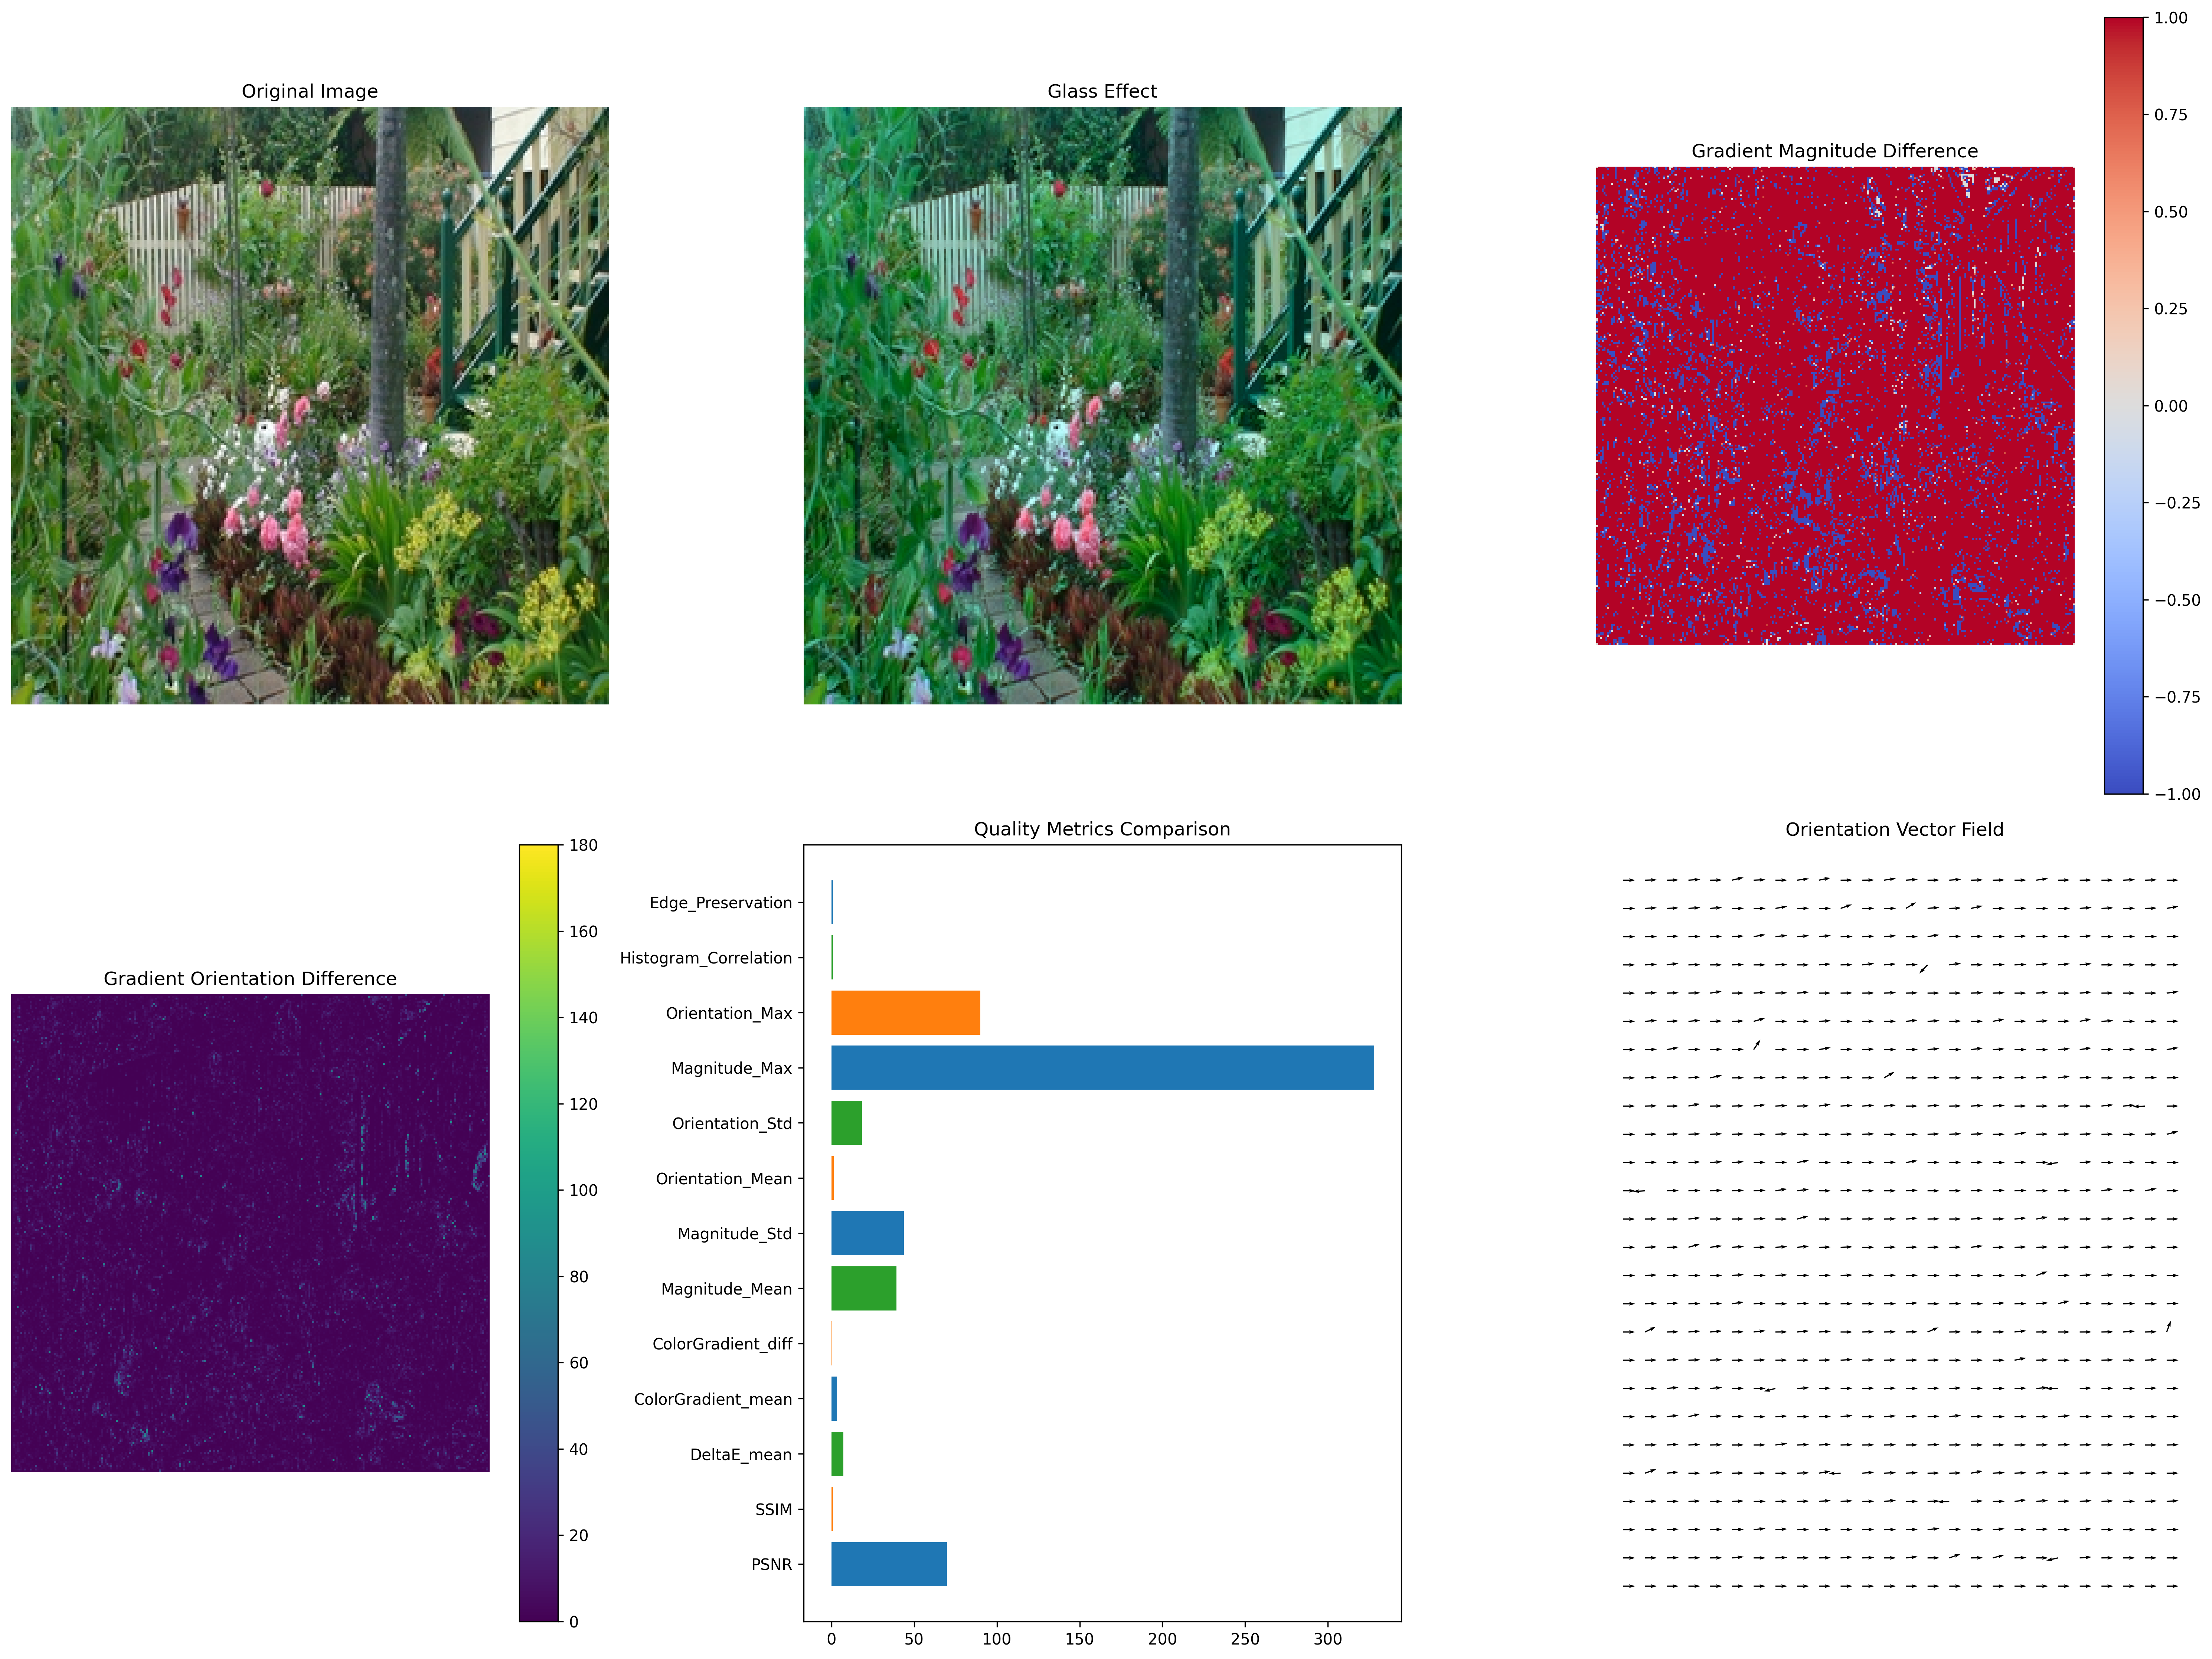 Original Image
Glass Effect
Gradient Magnitude Difference
1.00
0.75
0.50
0.25
0.00
−0.25
−0.50
−0.75
−1.00
Gradient Orientation Difference
180
160
140
120
100
80
60
40
20
0
Quality Metrics Comparison
Edge_Preservation
Histogram_Correlation
Orientation_Max
Magnitude_Max
Orientation_Std
Orientation_Mean
Magnitude_Std
Magnitude_Mean
ColorGradient_diff
ColorGradient_mean
DeltaE_mean
SSIM
PSNR
0 50 100 150 200 250 300
Orientation Vector Field